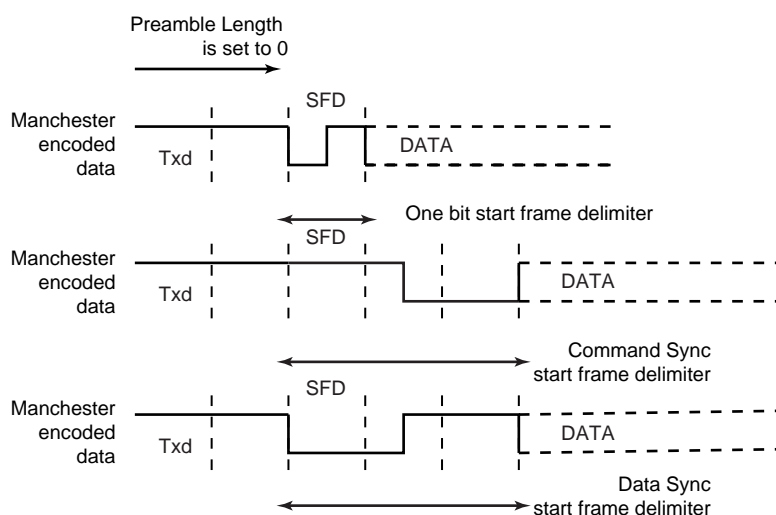 Preamble Length
is set to 0
SFD
Manchester
encoded
data
Txd
DATA
One bit start frame delimiter
SFD
Manchester
encoded
data
Txd
DATA
Command Sync
start frame delimiter
SFD
Manchester
encoded
data
Txd
DATA
Data Sync
start frame delimiter